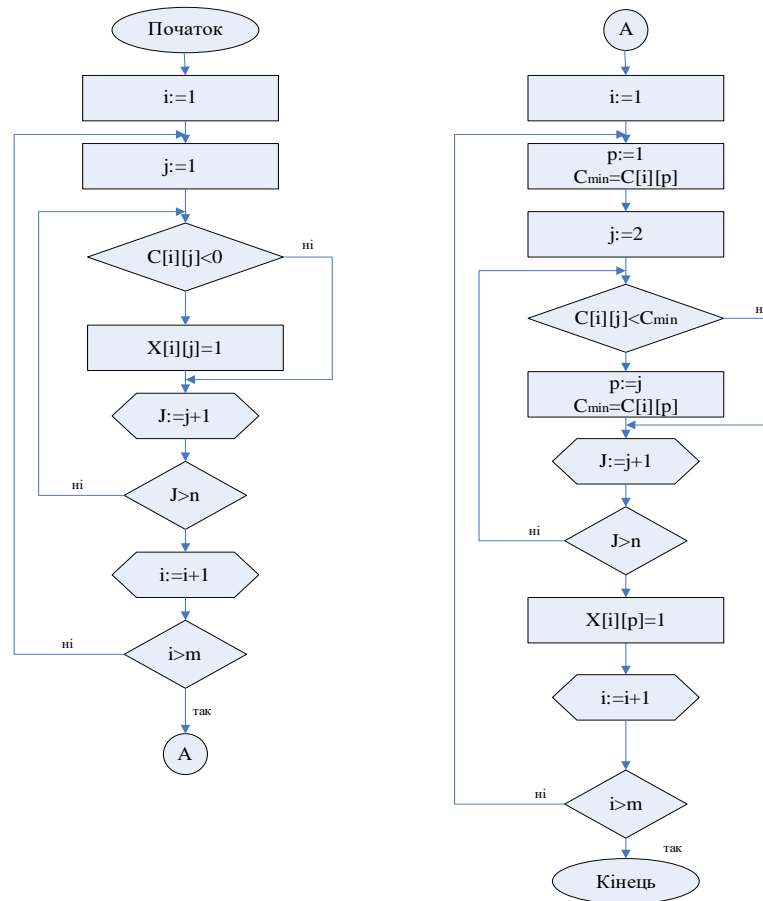 Початок
i:=1
j:=1
C[i][j]<0
ні
X[i][j]=1
J:=j+1
J>n
ні
i:=i+1
i>m
ні
так
A
A
i:=1
p:=1
Cmin=C[i][p]
j:=2
C[i][j]<Cmin
н
p:=j
Cmin=C[i][p]
J:=j+1
J>n
ні
X[i][p]=1
i:=i+1
i>m
ні
так
Кінець